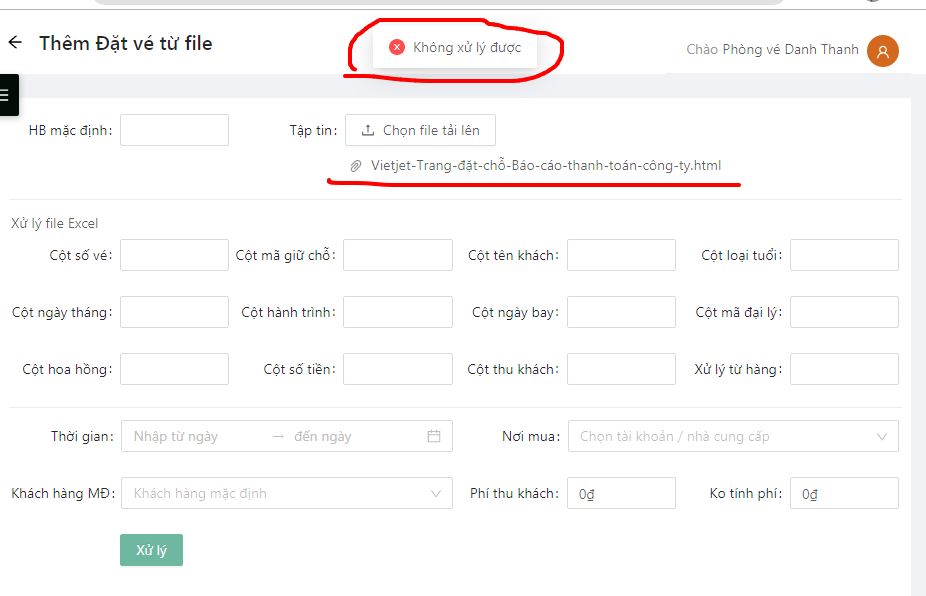 Thêm Đặt vé từ file
Không xử lý được
Chào Phòng vé Danh Thanh
HB mặc định:
Tập tin:
Chọn file tải lên
Vietjet-Trang-đặt-chỗ-Báo-cáo-thanh-toán-công-ty.html
Xử lý file Excel
Cột số vé:
Cột mã giữ chỗ:
Cột tên khách:
Cột loại tuổi:
Cột ngày tháng:
Cột hành trình:
Cột ngày bay:
Cột mã đại lý:
Cột hoa hồng:
Cột số tiền:
Cột thu khách:
Xử lý từ hàng:
Thời gian:
Nhập từ ngày → đến ngày
Nơi mua:
Chọn tài khoản / nhà cung cấp
Khách hàng MĐ:
Khách hàng mặc định
Phí thu khách:
0₫
Ko tính phí:
0₫
Xử lý